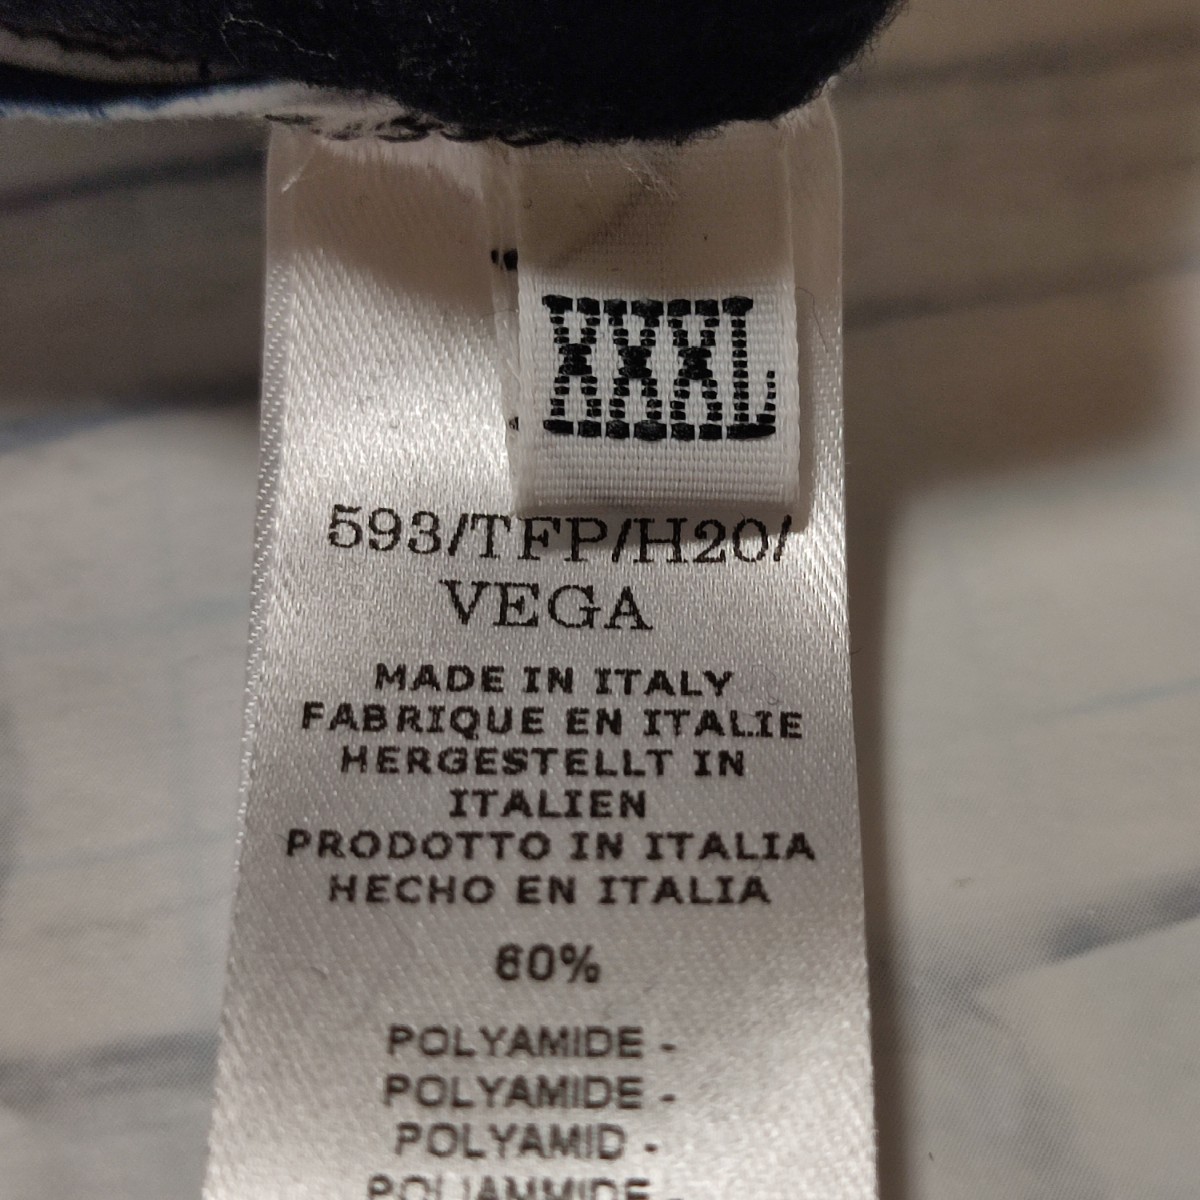 XXXL
593/TFP/H20/
VEGA
MADE IN ITALY
FABRIQUE EN ITALIE
HERGESTELLT IN
ITALIEN
PRODOTTO IN ITALIA
HECHO EN ITALIA
60%
POLYAMIDE -
POLYAMIDE -
POLYAMID -
POLIAMMIDE -